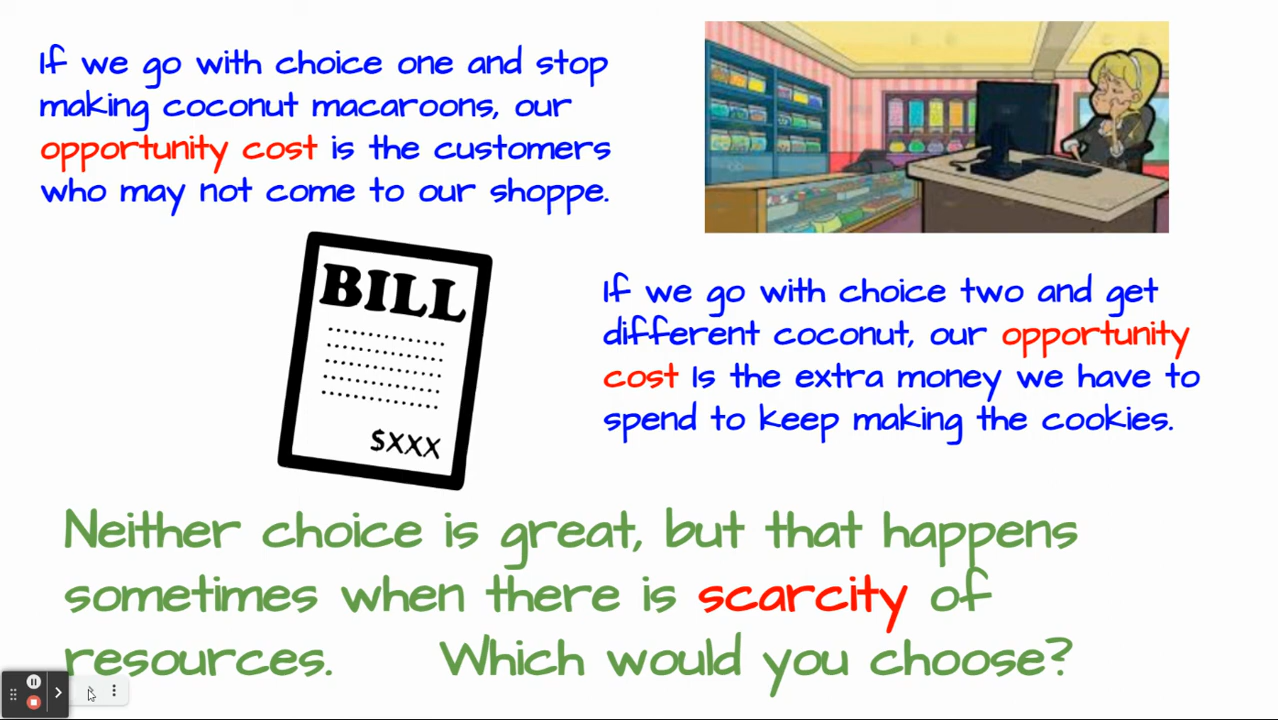 If we go with choice one and stop
making coconut macaroons, our
opportunity cost is the customers
who may not come to our shoppe.
BILL
$XXX
If we go with choice two and get
different coconut, our opportunity
cost Is the extra money we have to
spend to keep making the cookies.
Neither choice is great, but that happens
sometimes when there is scarcity of
resources. Which would you choose?